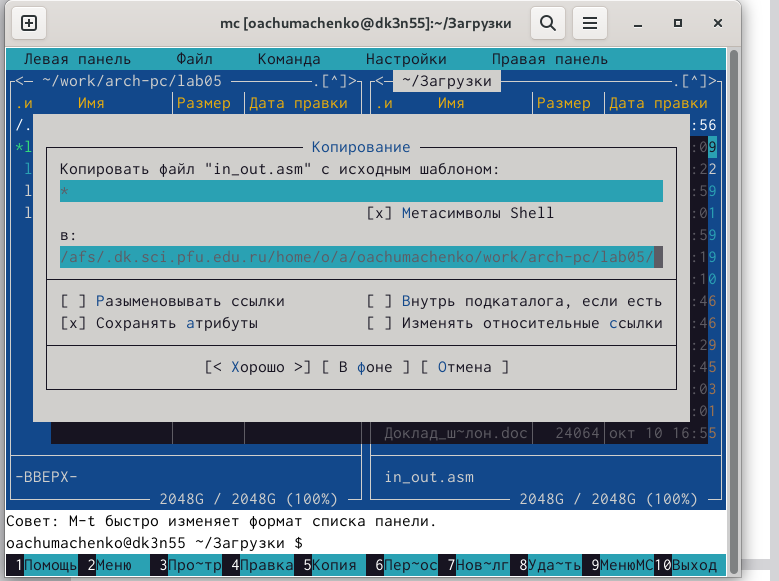 mc [oachumachenko@dk3n55]:~/Загрузки
Левая панель Файл Команда Настройки Правая панель
<— ~/work/arch-pc/lab05 .[^]> <— ~/Загрузки .[^]>
.и Имя Размер Дата правки .и Имя Размер Дата правки
/. :56
*l :09
l :22
l :59
l :01
:59
:19
:10
:46
:46
:29
:45
:03
:01
Копирование
Копировать файл "in_out.asm" с исходным шаблоном:
*
[x] Метасимволы Shell
в:
/afs/.dk.sci.pfu.edu.ru/home/o/a/oachumachenko/work/arch-pc/lab05/
[ ] Разыменовывать ссылки [ ] Внутрь подкаталога, если есть
[x] Сохранять атрибуты [ ] Изменять относительные ссылки
[< Хорошо >] [ В фоне ] [ Отмена ]
Доклад_ш~лон.doc 24064 окт 10 16:55
-ВВЕРХ- in_out.asm
2048G / 2048G (100%) 2048G / 2048G (100%)
Совет: M-t быстро изменяет формат списка панели.
oachumachenko@dk3n55 ~/Загрузки $
1Помощь 2Меню 3Про~тр 4Правка 5Копия 6Пер~ос 7Нов~лг 8Уда~ть 9МенюМС 10Выход